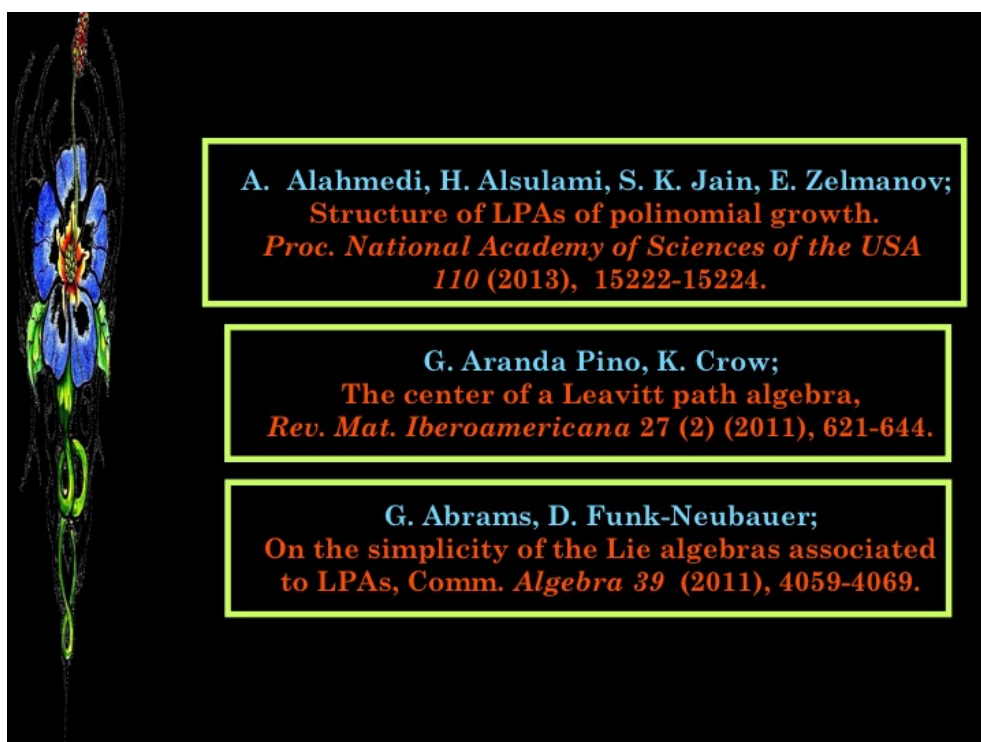 A. Alahmedi, H. Alsulami, S. K. Jain, E. Zelmanov;
Structure of LPAs of polinomial growth.
Proc. National Academy of Sciences of the USA
110 (2013), 15222-15224.
G. Aranda Pino, K. Crow;
The center of a Leavitt path algebra,
Rev. Mat. Iberoamericana 27 (2) (2011), 621-644.
G. Abrams, D. Funk-Neubauer;
On the simplicity of the Lie algebras associated
to LPAs, Comm. Algebra 39 (2011), 4059-4069.